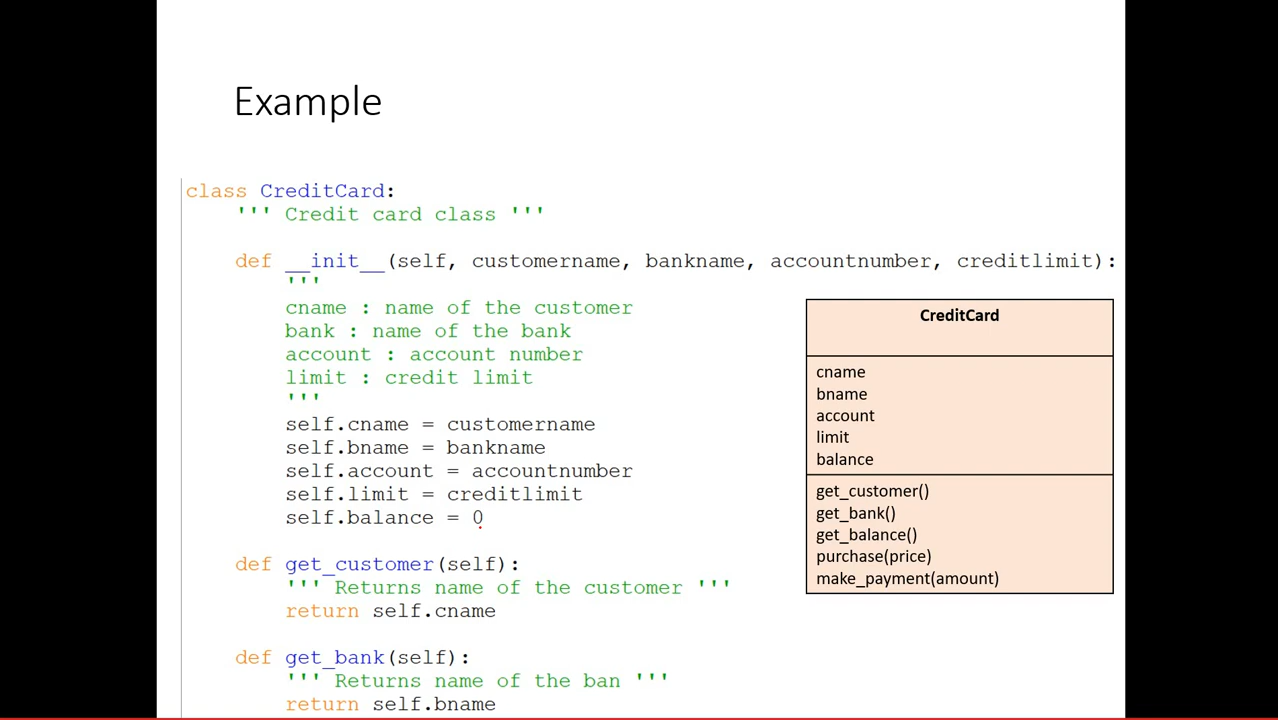 Example
class CreditCard:
''' Credit card class '''
def __init__(self, customername, bankname, accountnumber, creditlimit):
'''
cname : name of the customer
bank : name of the bank
account : account number
limit : credit limit
'''
self.cname = customername
self.bname = bankname
self.account = accountnumber
self.limit = creditlimit
self.balance = 0
def get_customer(self):
''' Returns name of the customer '''
return self.cname
def get_bank(self):
''' Returns name of the ban '''
return self.bname
CreditCard
cname
bname
account
limit
balance
get_customer()
get_bank()
get_balance()
purchase(price)
make_payment(amount)